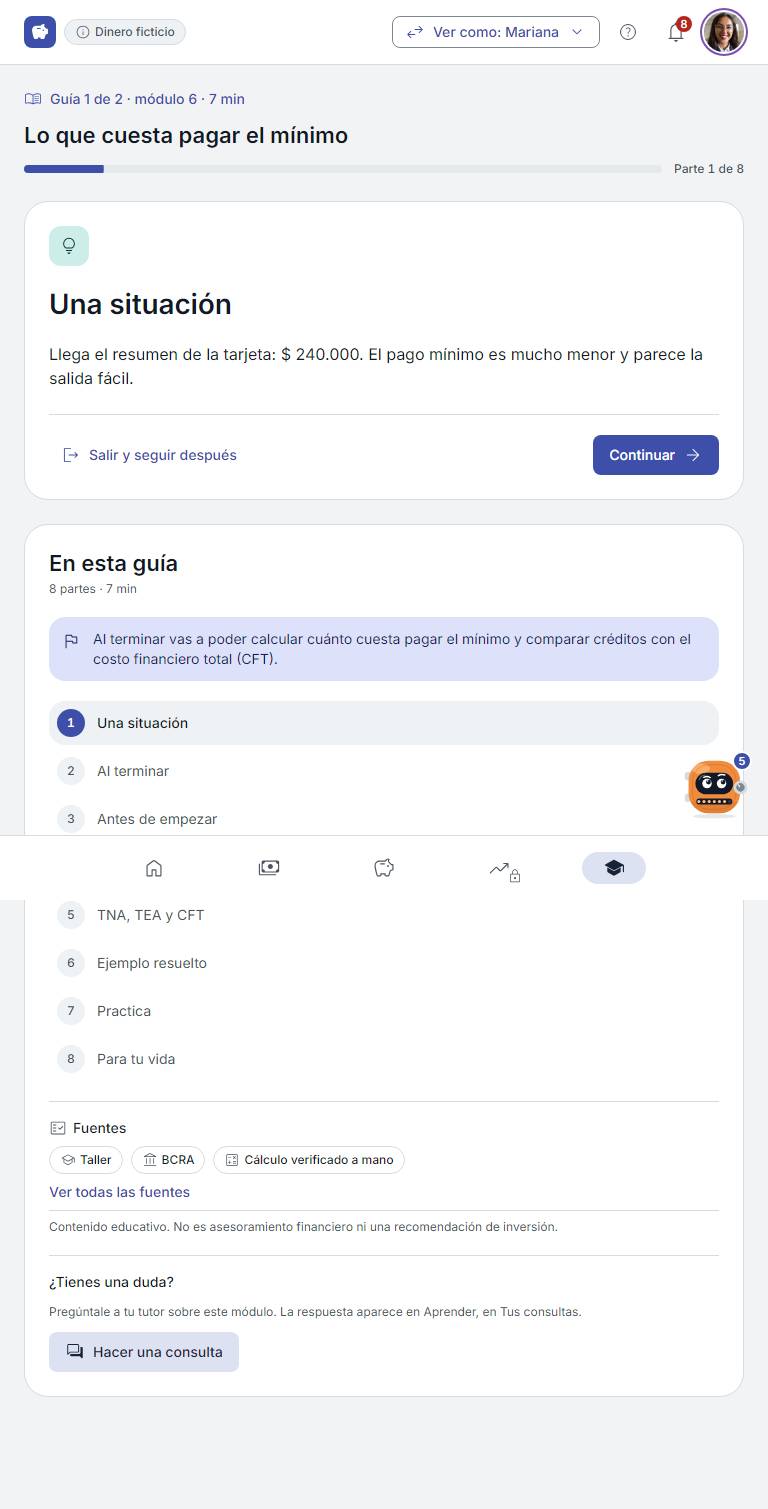 Dinero ficticio
Ver como: Mariana
8
Guía 1 de 2 · módulo 6 · 7 min
Lo que cuesta pagar el mínimo
Parte 1 de 8
Una situación
Llega el resumen de la tarjeta: $ 240.000. El pago mínimo es mucho menor y parece la
salida fácil.
Salir y seguir después
Continuar
En esta guía
8 partes · 7 min
Al terminar vas a poder calcular cuánto cuesta pagar el mínimo y comparar créditos con el
costo financiero total (CFT).
1 Una situación
5
2 Al terminar
3 Antes de empezar
5 TNA, TEA y CFT
6 Ejemplo resuelto
7 Practica
8 Para tu vida
Fuentes
Taller
BCRA
Cálculo verificado a mano
Ver todas las fuentes
Contenido educativo. No es asesoramiento financiero ni una recomendación de inversión.
¿Tienes una duda?
Pregúntale a tu tutor sobre este módulo. La respuesta aparece en Aprender, en Tus consultas.
Hacer una consulta